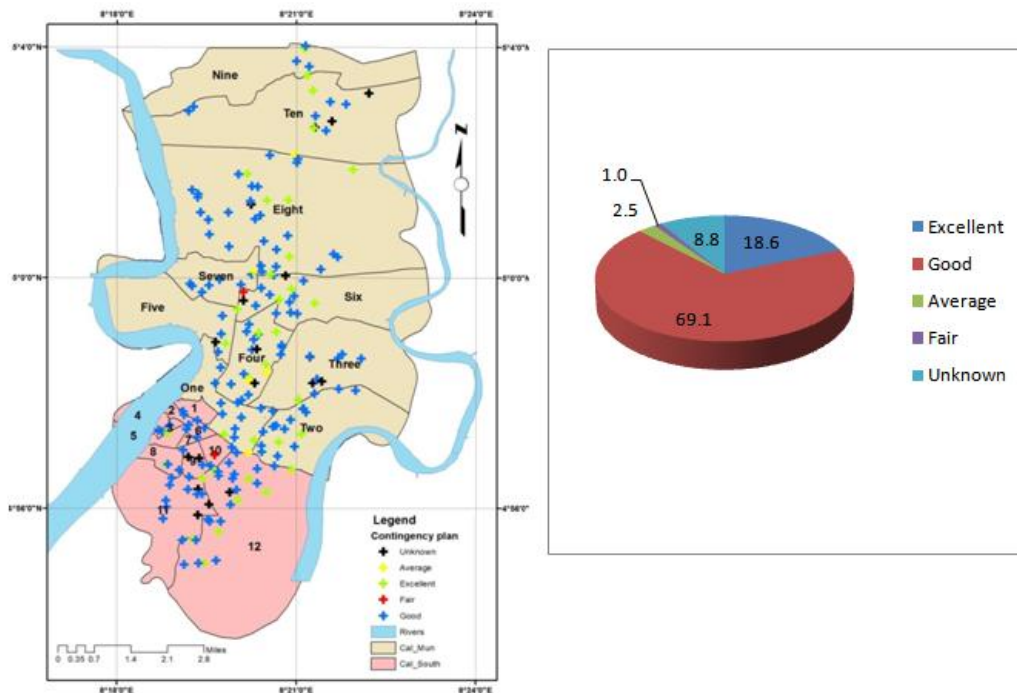 8°18'0"E 8°21'0"E 8°24'0"E
5°4'0"N 5°4'0"N
Nine
Ten
Z
Eight
5°0'0"N 5°0'0"N
Seven
Five Six
Four Three
One
4 2 1
5 3 6 Two
7
8 9 10
4°56'0"N 4°56'0"N
11
12
Legend
Contingency plan
Unknown
Average
Excellent
Fair
Good
Rivers
Cal_Mun
Cal_South
Miles
0 0.35 0.7 1.4 2.1 2.8
8°18'0"E 8°21'0"E 8°24'0"E
1.0
2.5
8.8 18.6
69.1
Excellent
Good
Average
Fair
Unknown